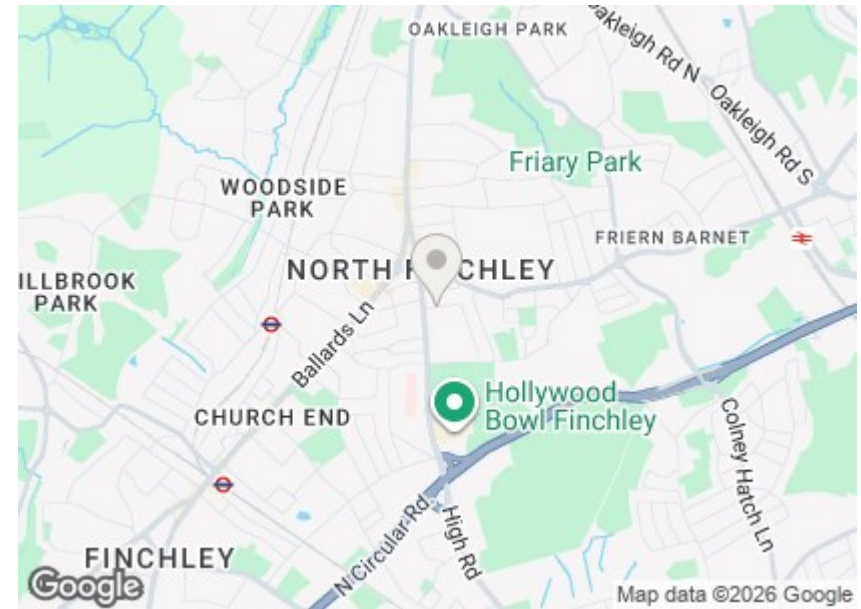 OAKLEIGH PARK
Oakleigh Rd N
Oakleigh Rd S
Friary Park
WOODSIDE
PARK
FRIERN BARNET
NORTH F CHLEY
ILLBROOK
PARK
Ballards Ln
Hollywood
Bowl Finchley
CHURCH END
Colney Hatch Ln
N Circular Rd
High Rd
FINCHLEY
Google
Map data ©2026 Google